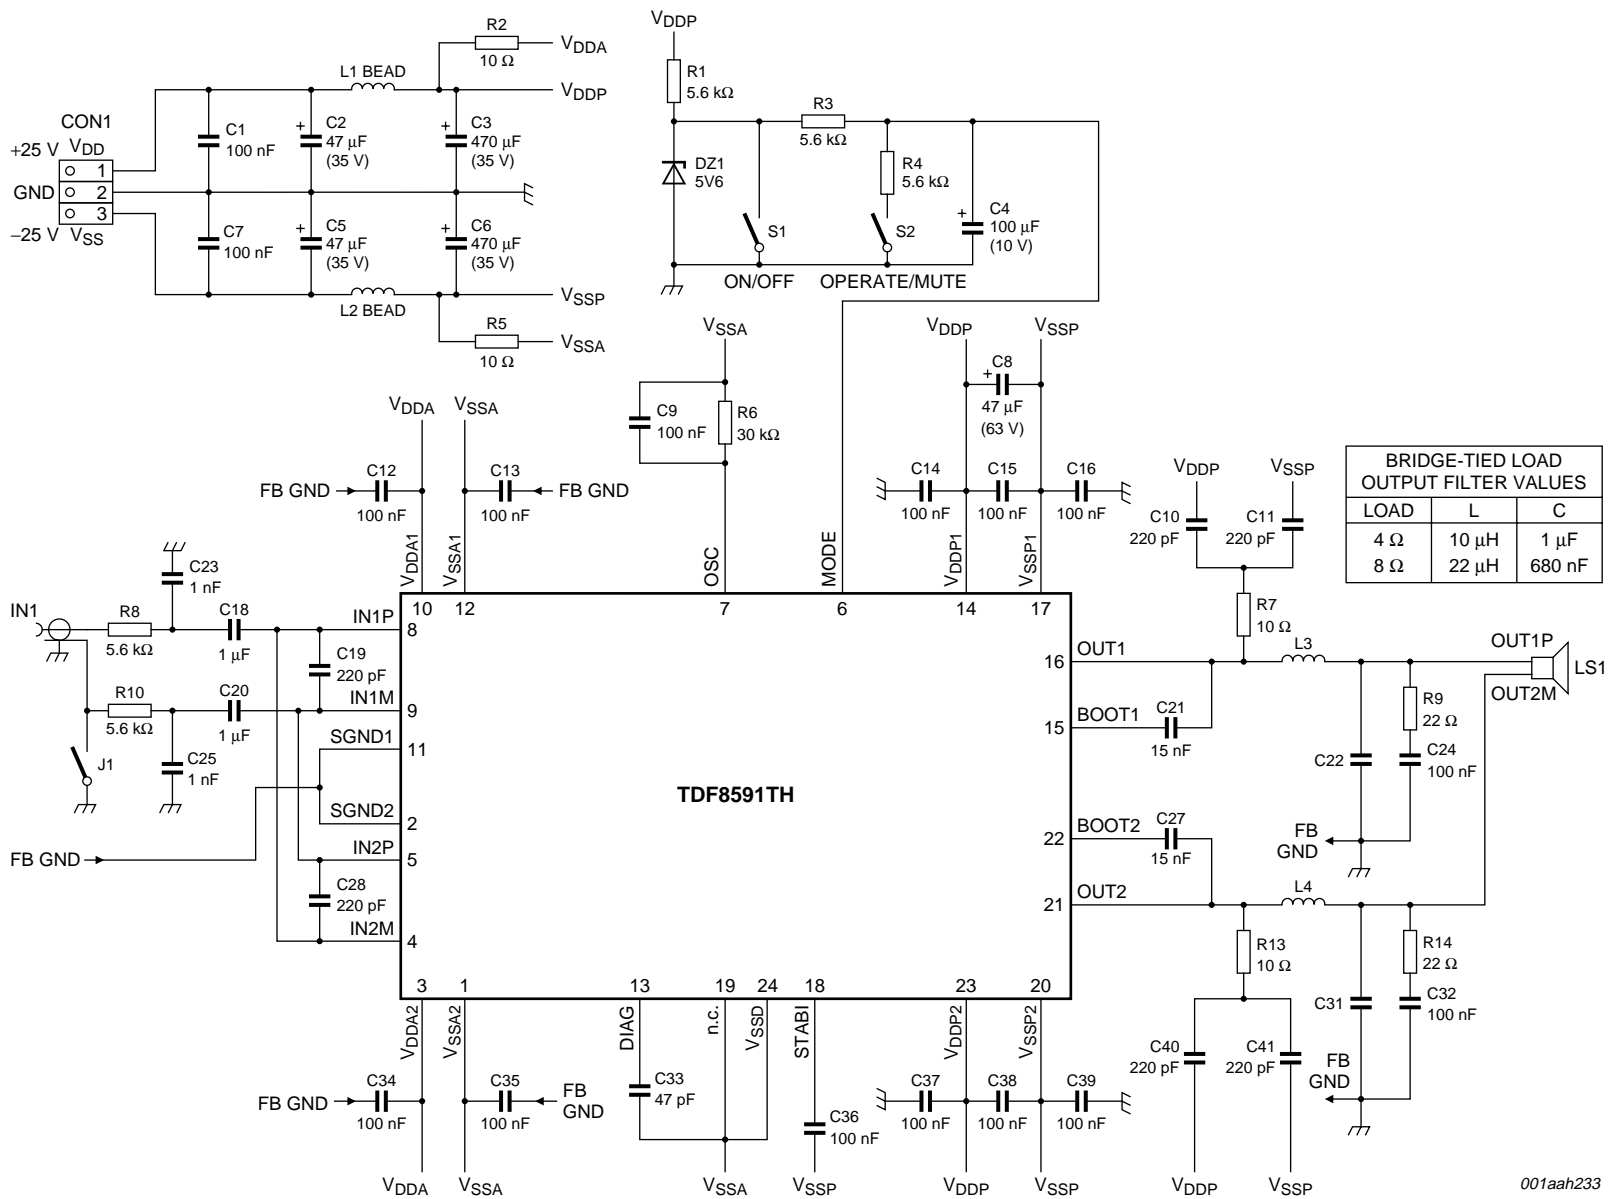 R2
10 Ω
VDDA
L1 BEAD
VDDP
CON1
+25 V
VDD
1
GND
2
3
−25 V
VSS
C1
100 nF
+
C2
47 μF
(35 V)
+
C3
470 μF
(35 V)
C7
100 nF
+
C5
47 μF
(35 V)
+
C6
470 μF
(35 V)
L2 BEAD
VSSP
R5
10 Ω
VSSA
VDDP
R1
5.6 kΩ
R3
5.6 kΩ
DZ1
5V6
R4
5.6 kΩ
S1
S2
+
C4
100 μF
(10 V)
ON/OFF
OPERATE/MUTE
VSSA
C9
100 nF
R6
30 kΩ
VDDP
VSSP
+
C8
47 μF
(63 V)
C14
100 nF
C15
100 nF
C16
100 nF
VDDA
VSSA
FB GND
C12
100 nF
C13
100 nF
FB GND
VDDA1
VSSA1
OSC
MODE
VDDP1
VSSP1
10
12
7
6
14
17
VDDP
VSSP
C10
220 pF
C11
220 pF
R7
10 Ω
BRIDGE-TIED LOAD
OUTPUT FILTER VALUES
LOAD L C
4 Ω 10 μH 1 μF
8 Ω 22 μH 680 nF
C23
1 nF
IN1
R8
5.6 kΩ
C18
1 μF
IN1P
8
C19
220 pF
R10
5.6 kΩ
C20
1 μF
IN1M
9
J1
C25
1 nF
SGND1
11
SGND2
2
FB GND
IN2P
5
C28
220 pF
IN2M
4
TDF8591TH
16
OUT1
L3
OUT1P
LS1
OUT2M
15
BOOT1
C21
15 nF
R9
22 Ω
C22
C24
100 nF
22
BOOT2
C27
15 nF
FB
GND
21
OUT2
L4
R13
10 Ω
R14
22 Ω
C31
C32
100 nF
FB
GND
C40
220 pF
C41
220 pF
VDDP
VSSP
3
1
13
19
24
18
23
20
VDDA2
VSSA2
DIAG
n.c.
VSSD
STABI
VDDP2
VSSP2
FB GND
C34
100 nF
C35
100 nF
FB
GND
C33
47 pF
C36
100 nF
C37
100 nF
C38
100 nF
C39
100 nF
VDDA
VSSA
VSSA
VSSP
VDDP
VSSP
001aah233